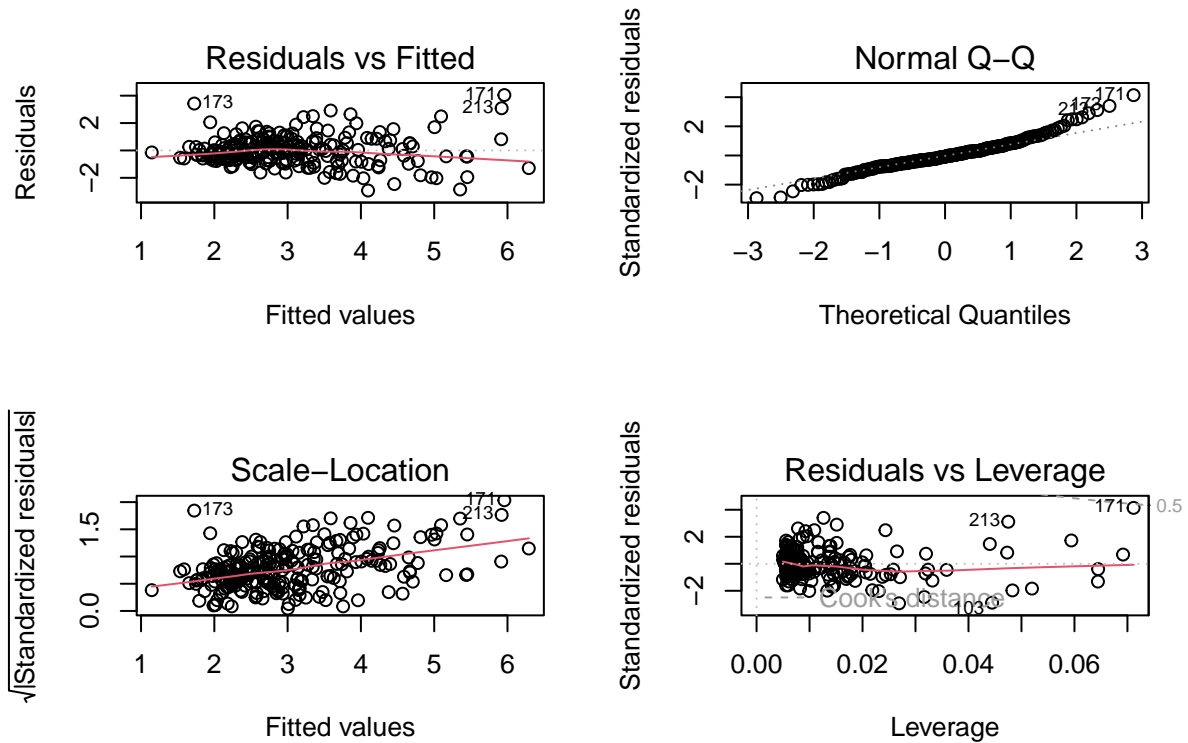 Residuals vs Fitted
Residuals
2
−2
173
171
213
1 2 3 4 5 6
Fitted values
Normal Q−Q
Standardized residuals
2
−2
171
173
213
−3 −2 −1 0 1 2 3
Theoretical Quantiles
Scale−Location
√|Standardized residuals|
1.5
0.0
173
171
213
1 2 3 4 5 6
Fitted values
Residuals vs Leverage
Standardized residuals
2
−2
171
0.5
213
103
Cook's distance
0.00 0.02 0.04 0.06
Leverage